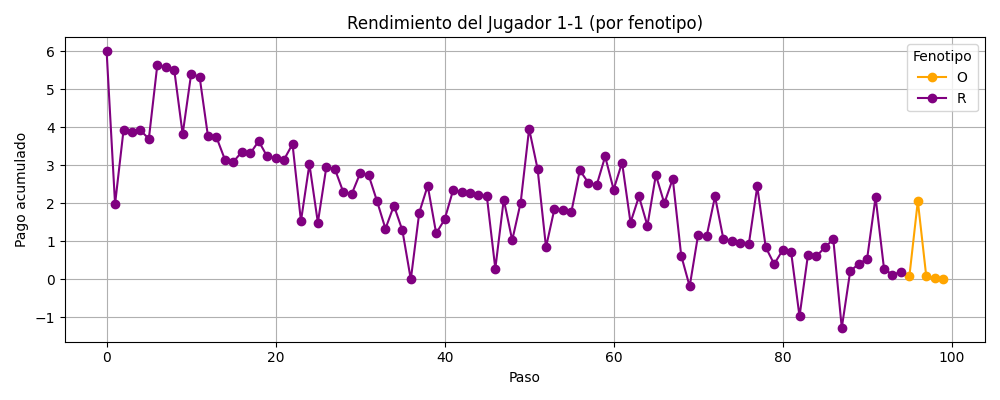 Rendimiento del Jugador 1-1 (por fenotipo)
Pago acumulado
6
5
4
3
2
1
0
−1
0 20 40 60 80 100
Paso
Fenotipo
O
R